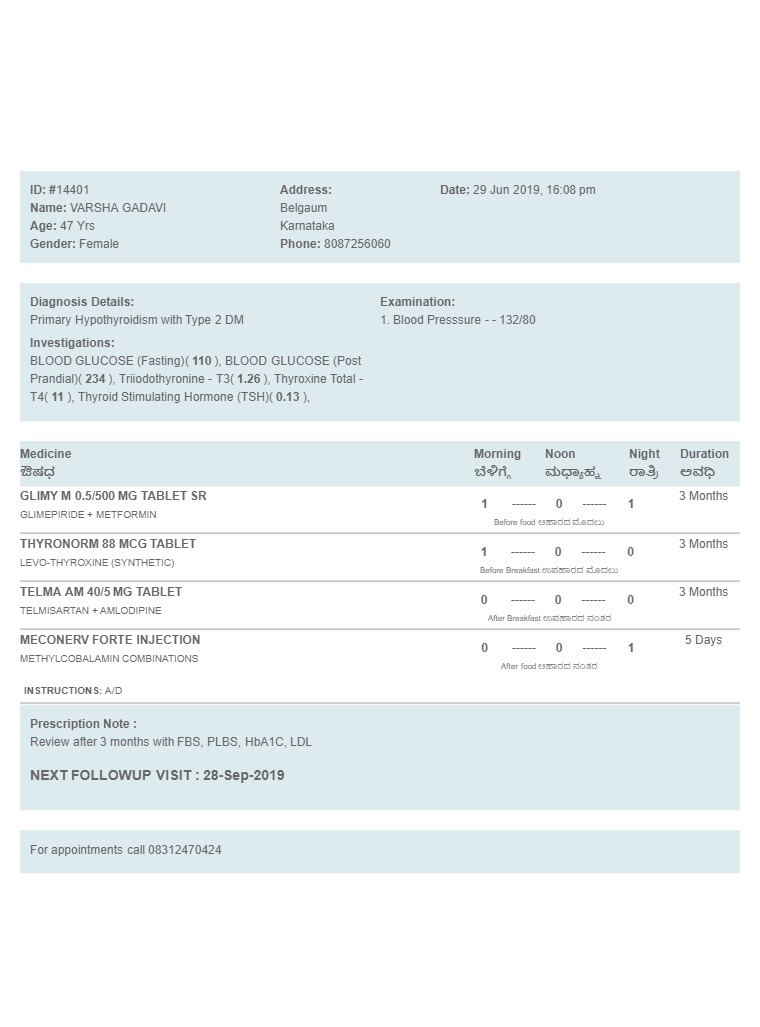 ID: #14401
Name: VARSHA GADAVI
Age: 47 Yrs
Gender: Female
Address:
Belgaum
Karnataka
Phone: 8087256060
Date: 29 Jun 2019, 16:08 pm
Diagnosis Details:
Primary Hypothyroidism with Type 2 DM
Investigations:
BLOOD GLUCOSE (Fasting)( 110 ), BLOOD GLUCOSE (Post
Prandial)( 234 ), Triiodothyronine - T3( 1.26 ), Thyroxine Total -
T4( 11 ), Thyroid Stimulating Hormone (TSH)( 0.13 ),
Examination:
1. Blood Presssure - - 132/80
Medicine Morning Noon Night Duration
ಔಷಧ ಬೆಳಿಗ್ಗೆ ಮಧ್ಯಾಹ್ನ ರಾತ್ರಿ ಅವಧಿ
GLIMY M 0.5/500 MG TABLET SR 1 ------ 0 ------ 1 3 Months
GLIMEPIRIDE + METFORMIN Before food ಆಹಾರದ ಮೊದಲು
THYRONORM 88 MCG TABLET 1 ------ 0 ------ 0 3 Months
LEVO-THYROXINE (SYNTHETIC) Before Breakfast ಉಪಹಾರದ ಮೊದಲು
TELMA AM 40/5 MG TABLET 0 ------ 0 ------ 0 3 Months
TELMISARTAN + AMLODIPINE After Breakfast ಉಪಹಾರದ ನಂತರ
MECONERV FORTE INJECTION 0 ------ 0 ------ 1 5 Days
METHYLCOBALAMIN COMBINATIONS After food ಆಹಾರದ ನಂತರ
INSTRUCTIONS: A/D
Prescription Note :
Review after 3 months with FBS, PLBS, HbA1C, LDL
NEXT FOLLOWUP VISIT : 28-Sep-2019
For appointments call 08312470424